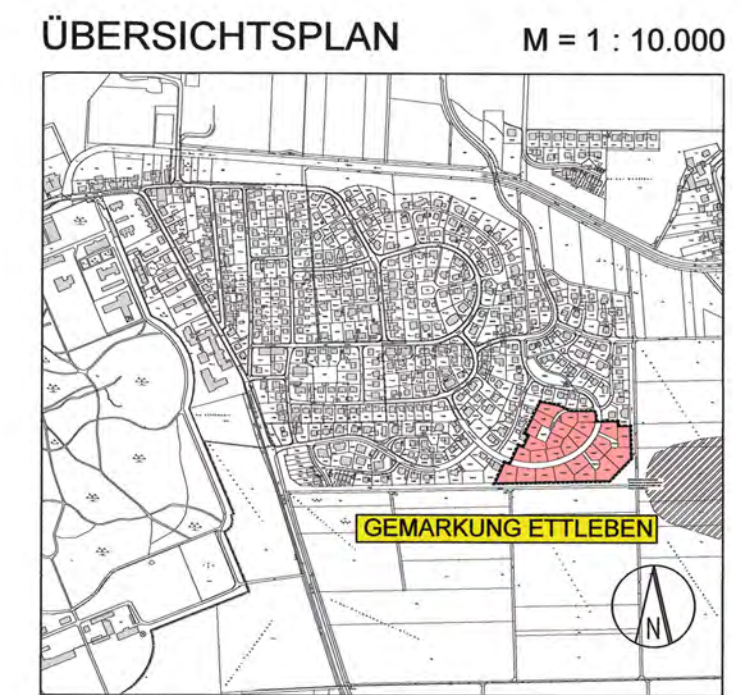 ÜBERSICHTSPLAN M = 1 : 10.000
GEMARKUNG ETTLEBEN
N